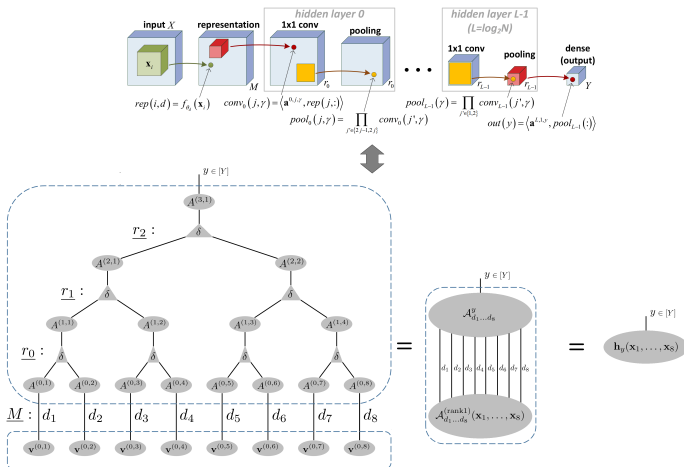 hidden layer 0
hidden layer L-1
(L=log₂N)
input X
representation
1x1 conv
pooling
1x1 conv
pooling
dense
(output)
xᵢ
M
r₀
r₀
r_{L-1}
r_{L-1}
Y
rep(i,d) = f_{θ_d}(xᵢ)
conv₀(j,γ) = ⟨a^{0,j,γ}, rep(j,:)⟩
pool₀(j,γ) = ∏_{j'∈{2j-1,2j}} conv₀(j',γ)
pool_{L-1}(γ) = ∏_{j'∈{1,2}} conv_{L-1}(j',γ)
out(y) = ⟨a^{L,1,y}, pool_{L-1}(:)⟩
y ∈ [Y]
A^{(3,1)}
r₂ : δ
A^{(2,1)} A^{(2,2)}
r₁ : δ δ
A^{(1,1)} A^{(1,2)} A^{(1,3)} A^{(1,4)}
r₀ : δ δ δ δ
A^{(0,1)} A^{(0,2)} A^{(0,3)} A^{(0,4)} A^{(0,5)} A^{(0,6)} A^{(0,7)} A^{(0,8)}
M : d₁ d₂ d₃ d₄ d₅ d₆ d₇ d₈
v^{(0,1)} v^{(0,2)} v^{(0,3)} v^{(0,4)} v^{(0,5)} v^{(0,6)} v^{(0,7)} v^{(0,8)}
=
y ∈ [Y]
𝒜^y_{d₁…d₈}
d₁ d₂ d₃ d₄ d₅ d₆ d₇ d₈
𝒜^{(rank1)}_{d₁…d₈}(x₁, …, x₈)
=
y ∈ [Y]
h_y(x₁, …, x₈)